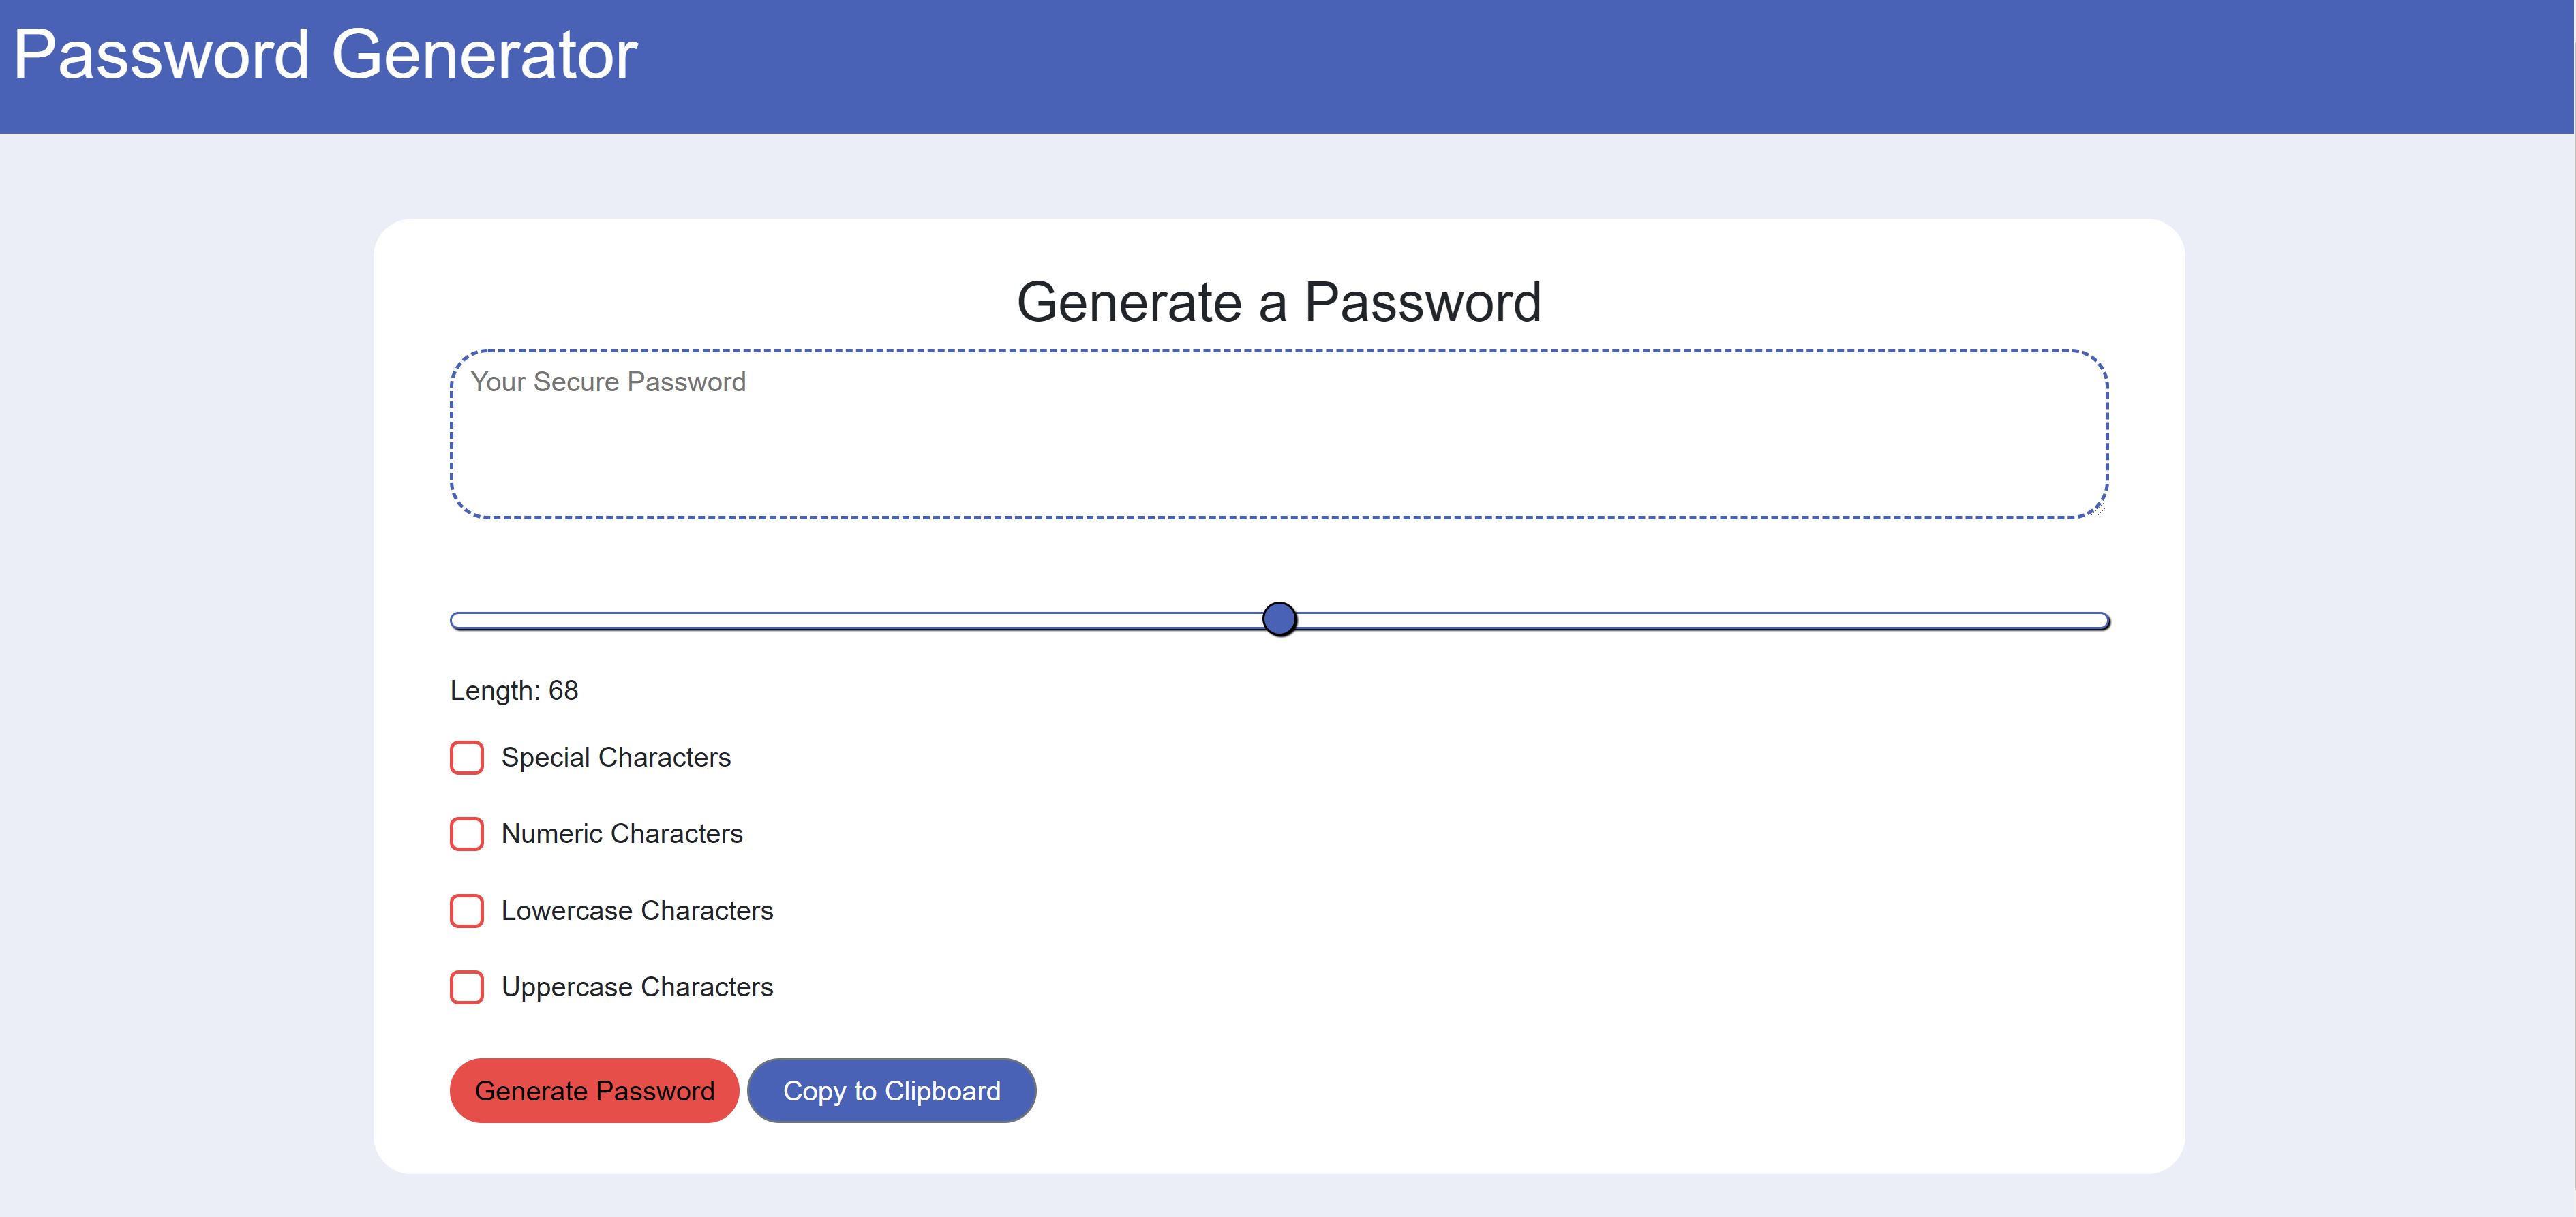 Password Generator
Generate a Password
Your Secure Password
Length: 68
Special Characters
Numeric Characters
Lowercase Characters
Uppercase Characters
Generate Password
Copy to Clipboard